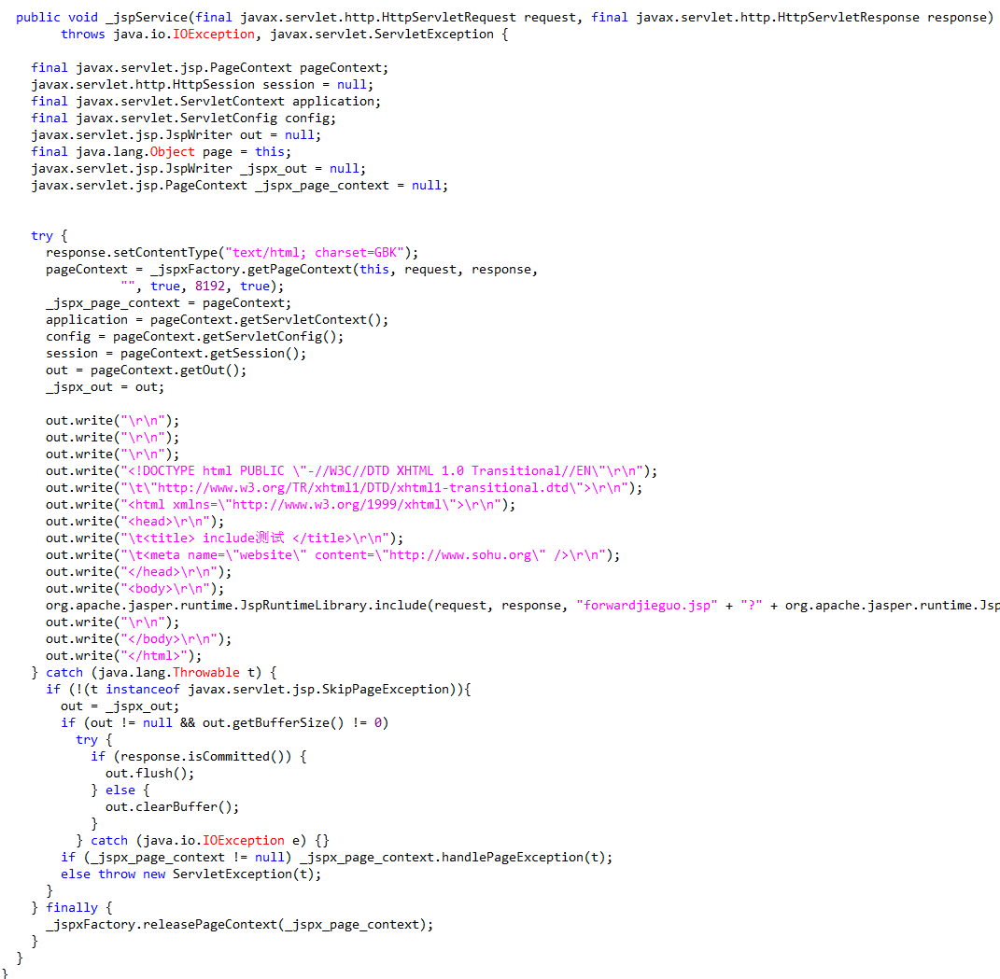 public void _jspService(final javax.servlet.http.HttpServletRequest request, final javax.servlet.http.HttpServletResponse response)
throws java.io.IOException, javax.servlet.ServletException {
final javax.servlet.jsp.PageContext pageContext;
javax.servlet.http.HttpSession session = null;
final javax.servlet.ServletContext application;
final javax.servlet.ServletConfig config;
javax.servlet.jsp.JspWriter out = null;
final java.lang.Object page = this;
javax.servlet.jsp.JspWriter _jspx_out = null;
javax.servlet.jsp.PageContext _jspx_page_context = null;
try {
response.setContentType("text/html; charset=GBK");
pageContext = _jspxFactory.getPageContext(this, request, response,
"", true, 8192, true);
_jspx_page_context = pageContext;
application = pageContext.getServletContext();
config = pageContext.getServletConfig();
session = pageContext.getSession();
out = pageContext.getOut();
_jspx_out = out;
out.write("\r\n");
out.write("\r\n");
out.write("\r\n");
out.write("<!DOCTYPE html PUBLIC \"-//W3C//DTD XHTML 1.0 Transitional//EN\"\r\n");
out.write("\t\"http://www.w3.org/TR/xhtml1/DTD/xhtml1-transitional.dtd\">\r\n");
out.write("<html xmlns=\"http://www.w3.org/1999/xhtml\">\r\n");
out.write("<head>\r\n");
out.write("\t<title> include测试 </title>\r\n");
out.write("\t<meta name=\"website\" content=\"http://www.sohu.org\" />\r\n");
out.write("</head>\r\n");
out.write("<body>\r\n");
org.apache.jasper.runtime.JspRuntimeLibrary.include(request, response, "forwardjieguo.jsp" + "?" + org.apache.jasper.runtime.Jsp
out.write("\r\n");
out.write("</body>\r\n");
out.write("</html>");
} catch (java.lang.Throwable t) {
if (!(t instanceof javax.servlet.jsp.SkipPageException)){
out = _jspx_out;
if (out != null && out.getBufferSize() != 0)
try {
if (response.isCommitted()) {
out.flush();
} else {
out.clearBuffer();
}
} catch (java.io.IOException e) {}
if (_jspx_page_context != null) _jspx_page_context.handlePageException(t);
else throw new ServletException(t);
}
} finally {
_jspxFactory.releasePageContext(_jspx_page_context);
}
}
}